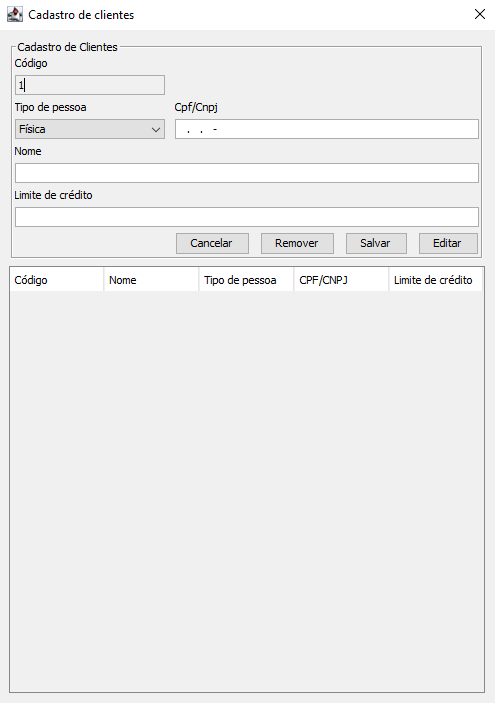 Cadastro de clientes
Cadastro de Clientes
Código
1
Tipo de pessoa Cpf/Cnpj
Física . . -
Nome
Limite de crédito
Cancelar Remover Salvar Editar
Código Nome Tipo de pessoa CPF/CNPJ Limite de crédito